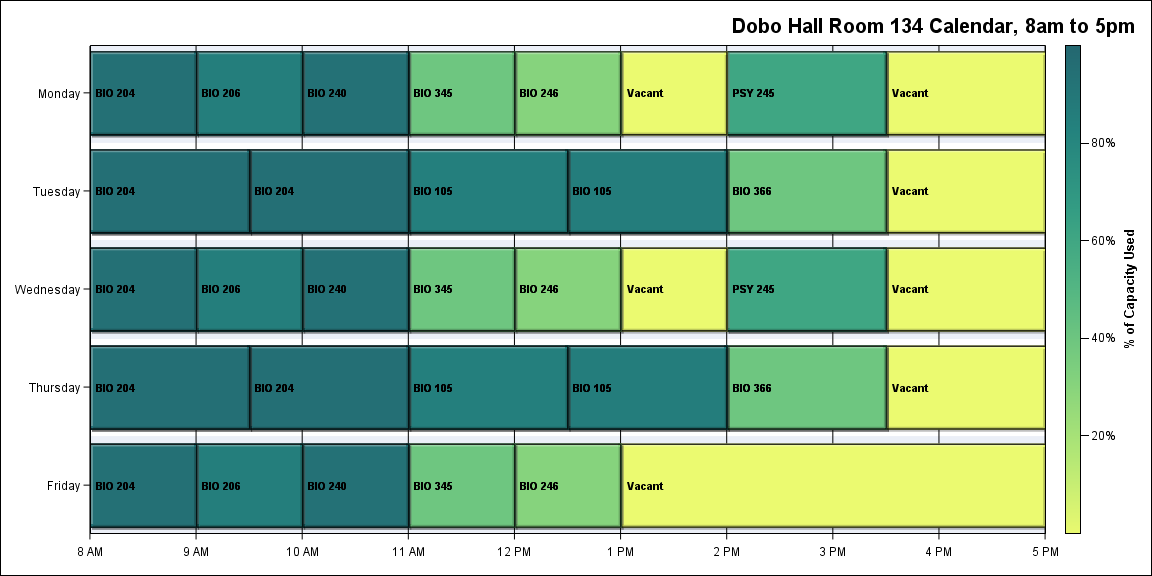 Dobo Hall Room 134 Calendar, 8am to 5pm
Monday
BIO 204
BIO 206
BIO 240
BIO 345
BIO 246
Vacant
PSY 245
Vacant
Tuesday
BIO 204
BIO 204
BIO 105
BIO 105
BIO 366
Vacant
Wednesday
BIO 204
BIO 206
BIO 240
BIO 345
BIO 246
Vacant
PSY 245
Vacant
Thursday
BIO 204
BIO 204
BIO 105
BIO 105
BIO 366
Vacant
Friday
BIO 204
BIO 206
BIO 240
BIO 345
BIO 246
Vacant
8 AM
9 AM
10 AM
11 AM
12 PM
1 PM
2 PM
3 PM
4 PM
5 PM
80%
60%
40%
20%
% of Capacity Used